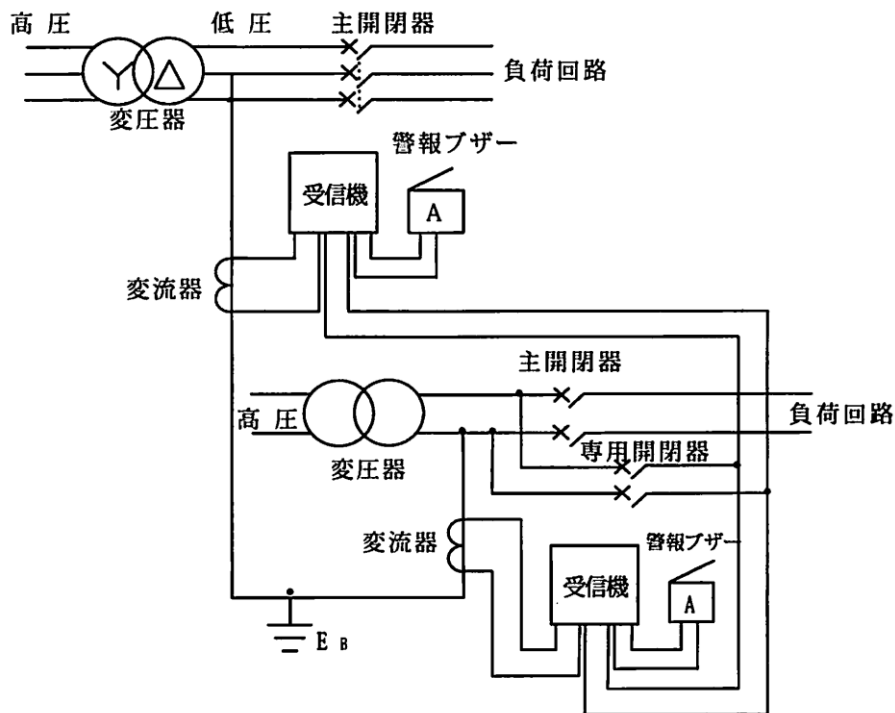 高圧 低圧 主開閉器
負荷回路
変圧器
警報ブザー
受信機
A
変流器
主開閉器
高圧 負荷回路
専用開閉器
変圧器
変流器 警報ブザー
受信機
A
EB